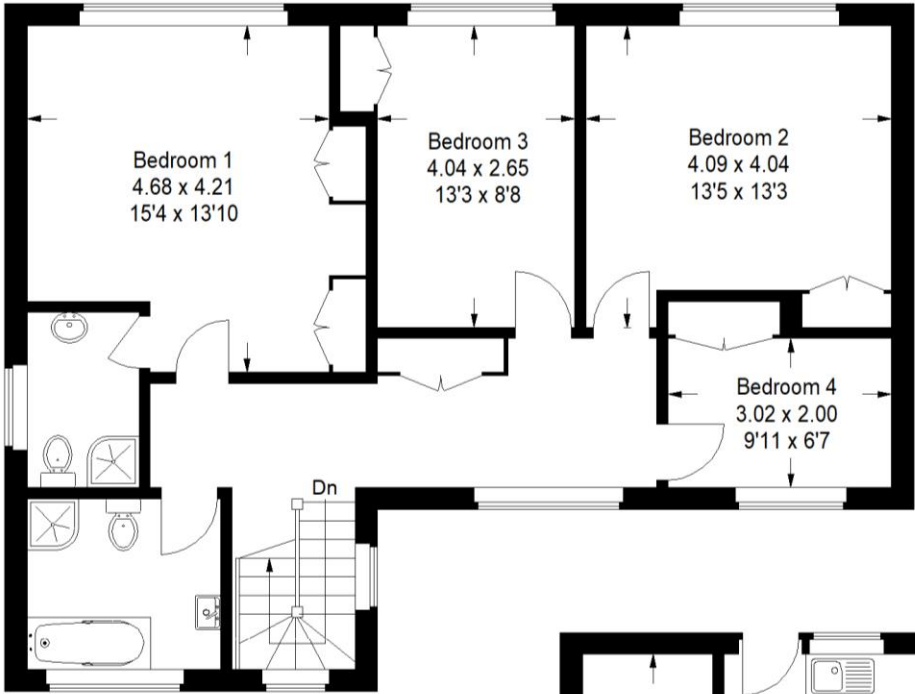 Bedroom 1
4.68 x 4.21
15'4 x 13'10
Bedroom 3
4.04 x 2.65
13'3 x 8'8
Bedroom 2
4.09 x 4.04
13'5 x 13'3
Bedroom 4
3.02 x 2.00
9'11 x 6'7
Dn